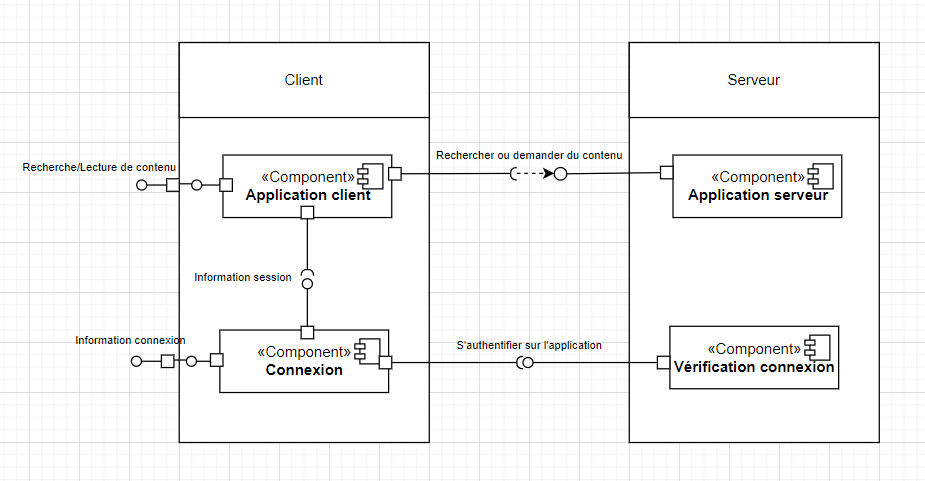 Client
Serveur
Recherche/Lecture de contenu
Rechercher ou demander du contenu
«Component»
Application client
«Component»
Application serveur
Information session
Information connexion
S'authentifier sur l'application
«Component»
Connexion
«Component»
Vérification connexion